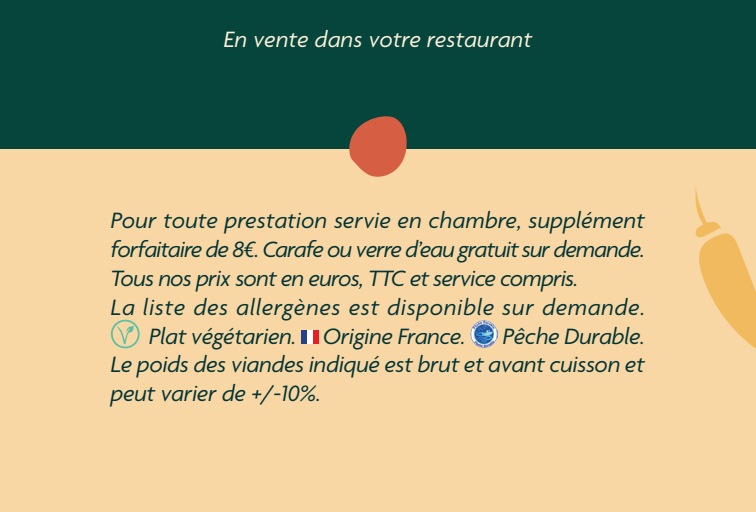 En vente dans votre restaurant
Pour toute prestation servie en chambre, supplément
forfaitaire de 8€. Carafe ou verre d'eau gratuit sur demande.
Tous nos prix sont en euros, TTC et service compris.
La liste des allergènes est disponible sur demande.
Plat végétarien. Origine France. Pêche Durable.
Le poids des viandes indiqué est brut et avant cuisson et
peut varier de +/-10%.